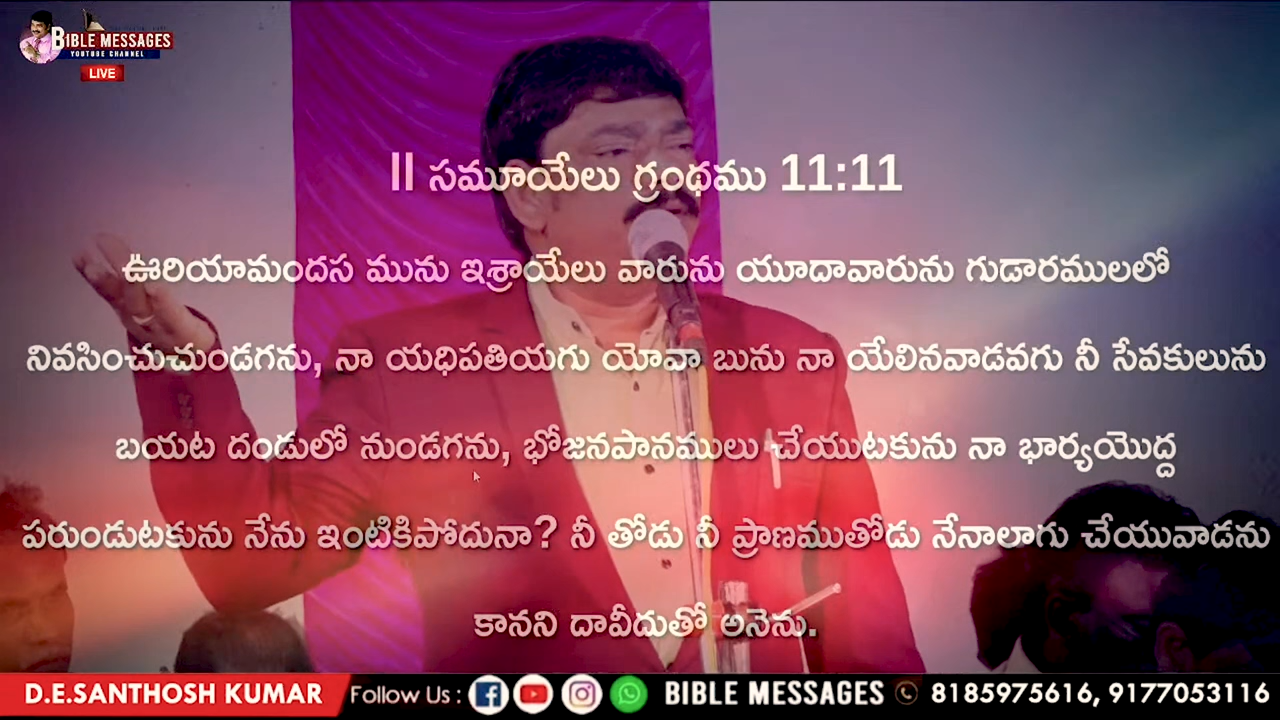 BIBLE MESSAGES
YOUTUBE CHANNEL
LIVE
II సమూయేలు గ్రంథము 11:11
ఊరియామందస మును ఇశ్రాయేలు వారును యూదావారును గుడారములలో
నివసించుచుండగను, నా యధిపతియగు యోవా బును నా యేలినవాడవగు నీ సేవకులును
బయట దండులో నుండగను, భోజనపానములు చేయుటకును నా భార్యయొద్ద
పరుండుటకును నేను ఇంటికిపోదునా? నీ తోడు నీ ప్రాణముతోడు నేనాలాగు చేయువాడను
కానని దావీదుతో అనెను.
D.E.SANTHOSH KUMAR Follow Us : BIBLE MESSAGES 8185975616, 9177053116